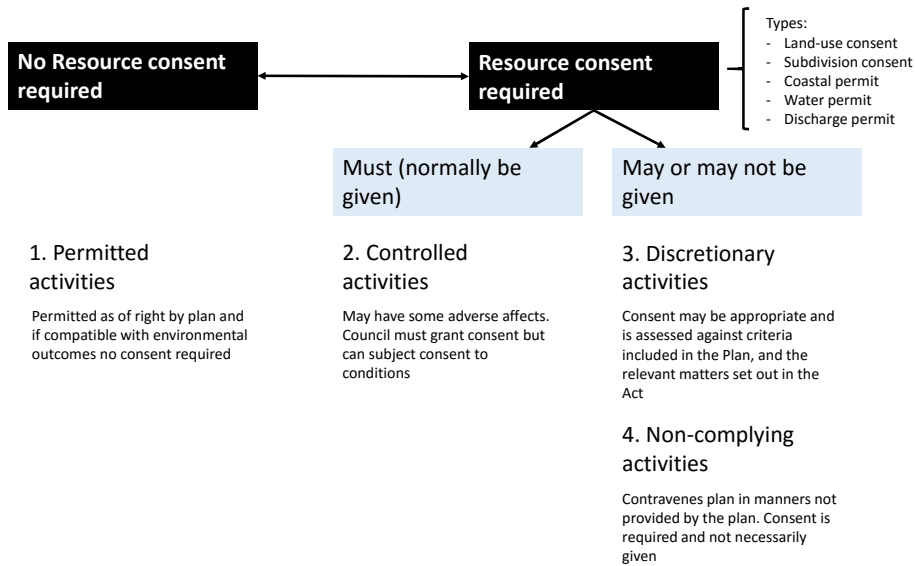 No Resource consent
required
Resource consent
required
Types:
- Land-use consent
- Subdivision consent
- Coastal permit
- Water permit
- Discharge permit
Must (normally be
given)
May or may not be
given
1. Permitted
activities
Permitted as of right by plan and
if compatible with environmental
outcomes no consent required
2. Controlled
activities
May have some adverse affects.
Council must grant consent but
can subject consent to
conditions
3. Discretionary
activities
Consent may be appropriate and
is assessed against criteria
included in the Plan, and the
relevant matters set out in the
Act
4. Non-complying
activities
Contravenes plan in manners not
provided by the plan. Consent is
required and not necessarily
given